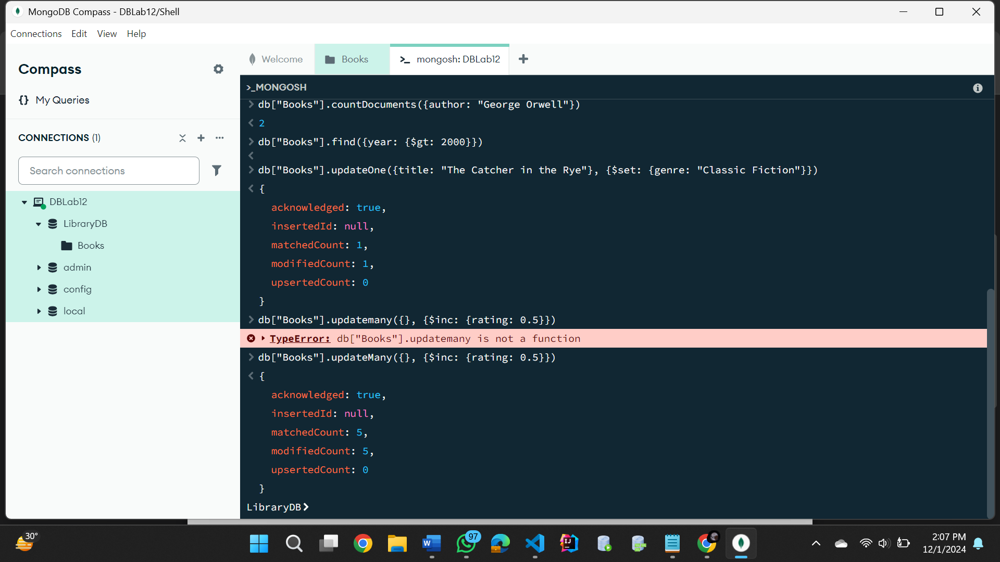 MongoDB Compass - DBLab12/Shell
Connections Edit View Help
Compass
{} My Queries
CONNECTIONS (1)
Search connections
DBLab12
LibraryDB
Books
admin
config
local
Welcome
Books
>_ mongosh: DBLab12
>_MONGOSH
db["Books"].countDocuments({author: "George Orwell"})
2
db["Books"].find({year: {$gt: 2000}})
db["Books"].updateOne({title: "The Catcher in the Rye"}, {$set: {genre: "Classic Fiction"}})
{
acknowledged: true,
insertedId: null,
matchedCount: 1,
modifiedCount: 1,
upsertedCount: 0
}
db["Books"].updatemany({}, {$inc: {rating: 0.5}})
TypeError: db["Books"].updatemany is not a function
db["Books"].updateMany({}, {$inc: {rating: 0.5}})
{
acknowledged: true,
insertedId: null,
matchedCount: 5,
modifiedCount: 5,
upsertedCount: 0
}
LibraryDB>
30°
W
97
IJ
2:07 PM
12/1/2024